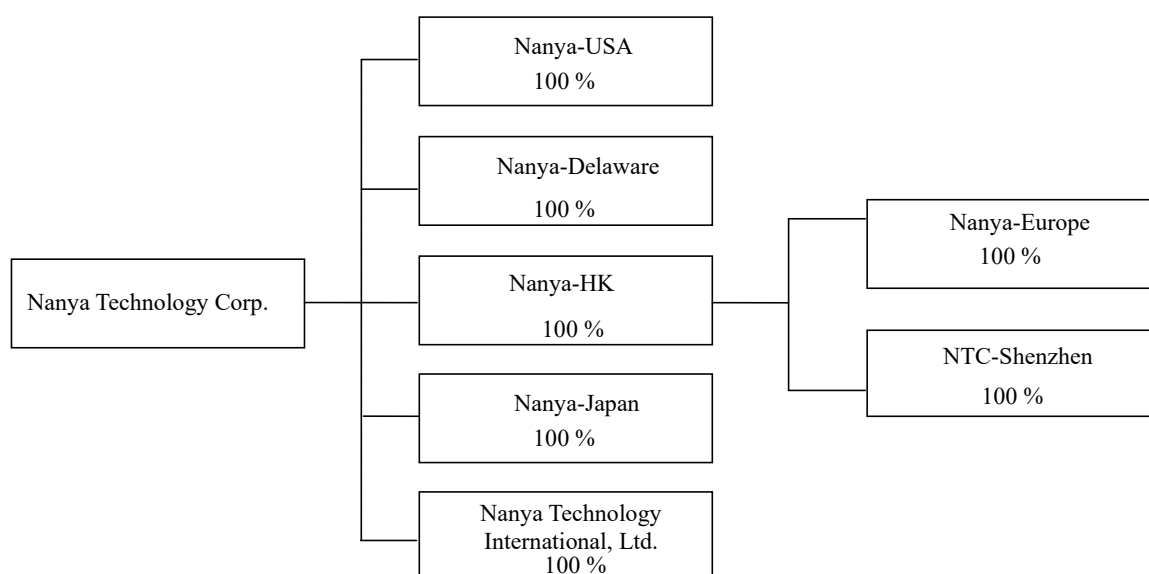 Nanya-USA
100 %
Nanya-Delaware
100 %
Nanya-Europe
100 %
Nanya Technology Corp.
Nanya-HK
100 %
NTC-Shenzhen
100 %
Nanya-Japan
100 %
Nanya Technology
International, Ltd.
100 %